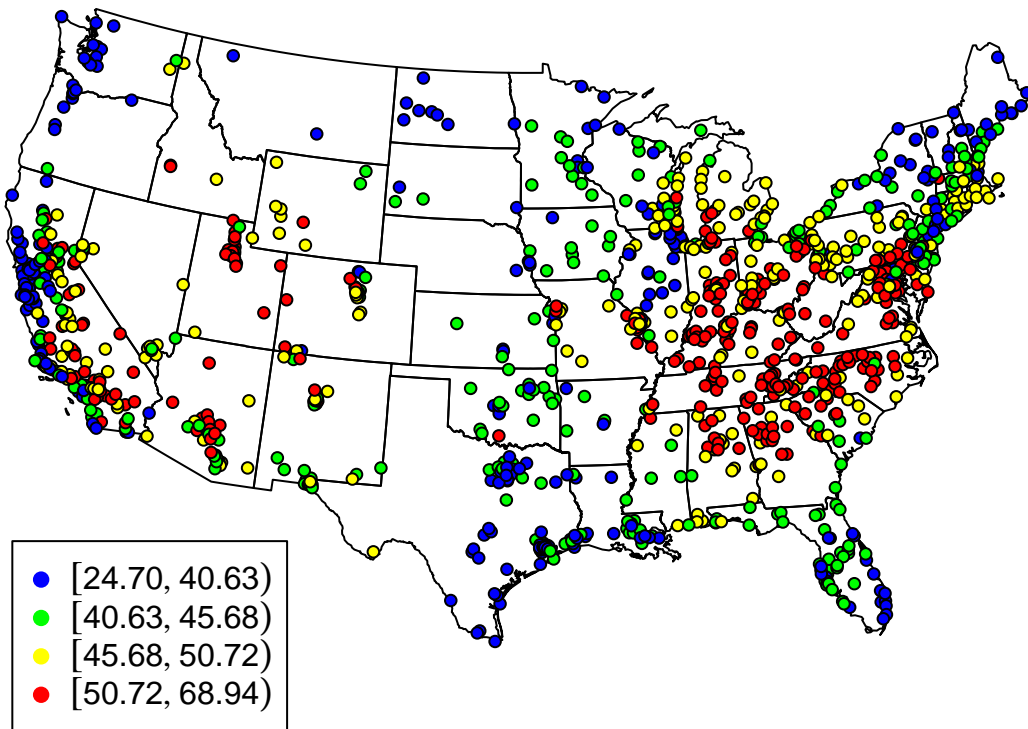 [24.70, 40.63)
[40.63, 45.68)
[45.68, 50.72)
[50.72, 68.94)